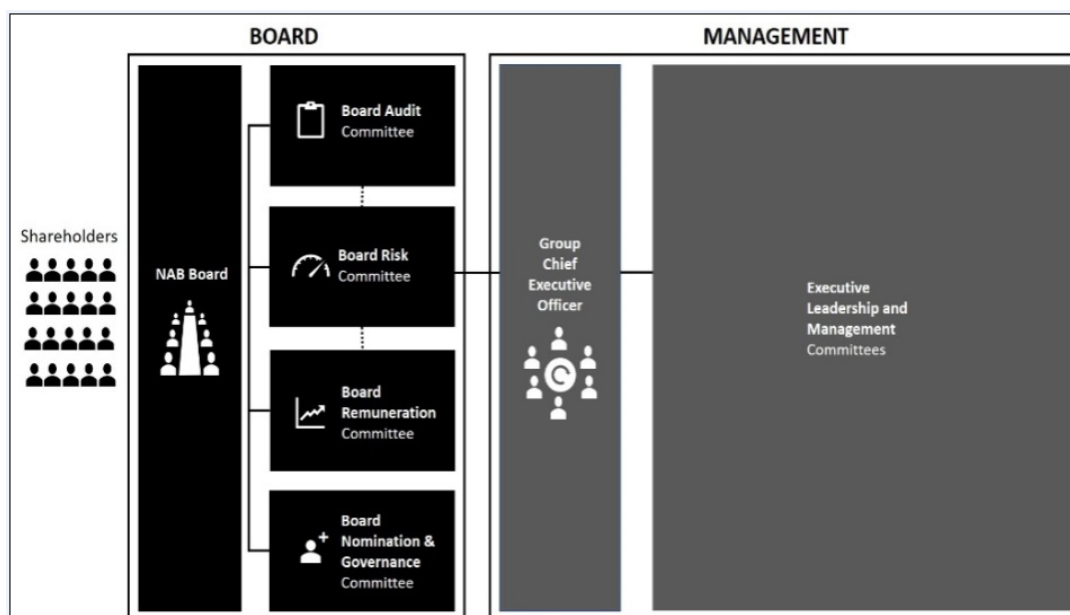 BOARD
MANAGEMENT
Shareholders
NAB Board
Board Audit
Committee
Board Risk
Committee
Board
Remuneration
Committee
Board
Nomination &
Governance
Committee
Group
Chief
Executive
Officer
Executive
Leadership and
Management
Committees